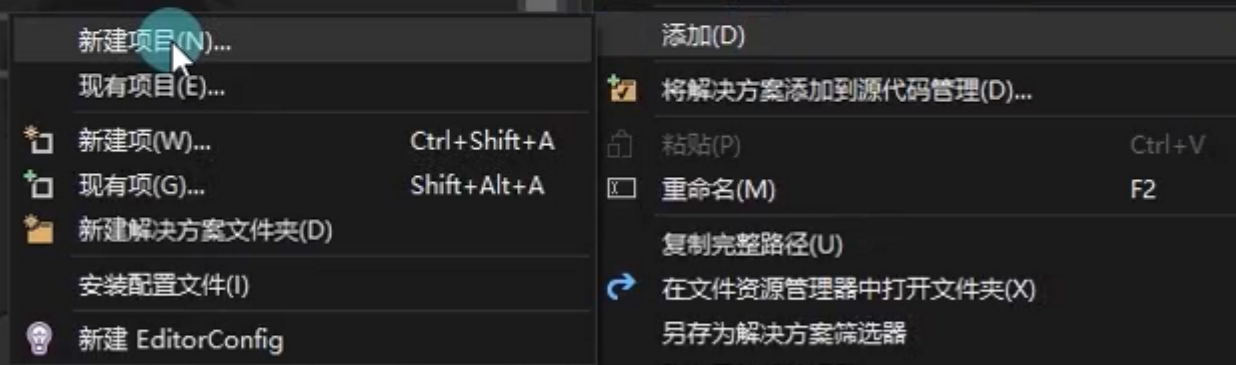 新建项目(N)...
现有项目(E)...
新建项(W)... Ctrl+Shift+A
现有项(G)... Shift+Alt+A
新建解决方案文件夹(D)
安装配置文件(I)
新建 EditorConfig
添加(D)
将解决方案添加到源代码管理(D)...
粘贴(P) Ctrl+V
重命名(M) F2
复制完整路径(U)
在文件资源管理器中打开文件夹(X)
另存为解决方案筛选器